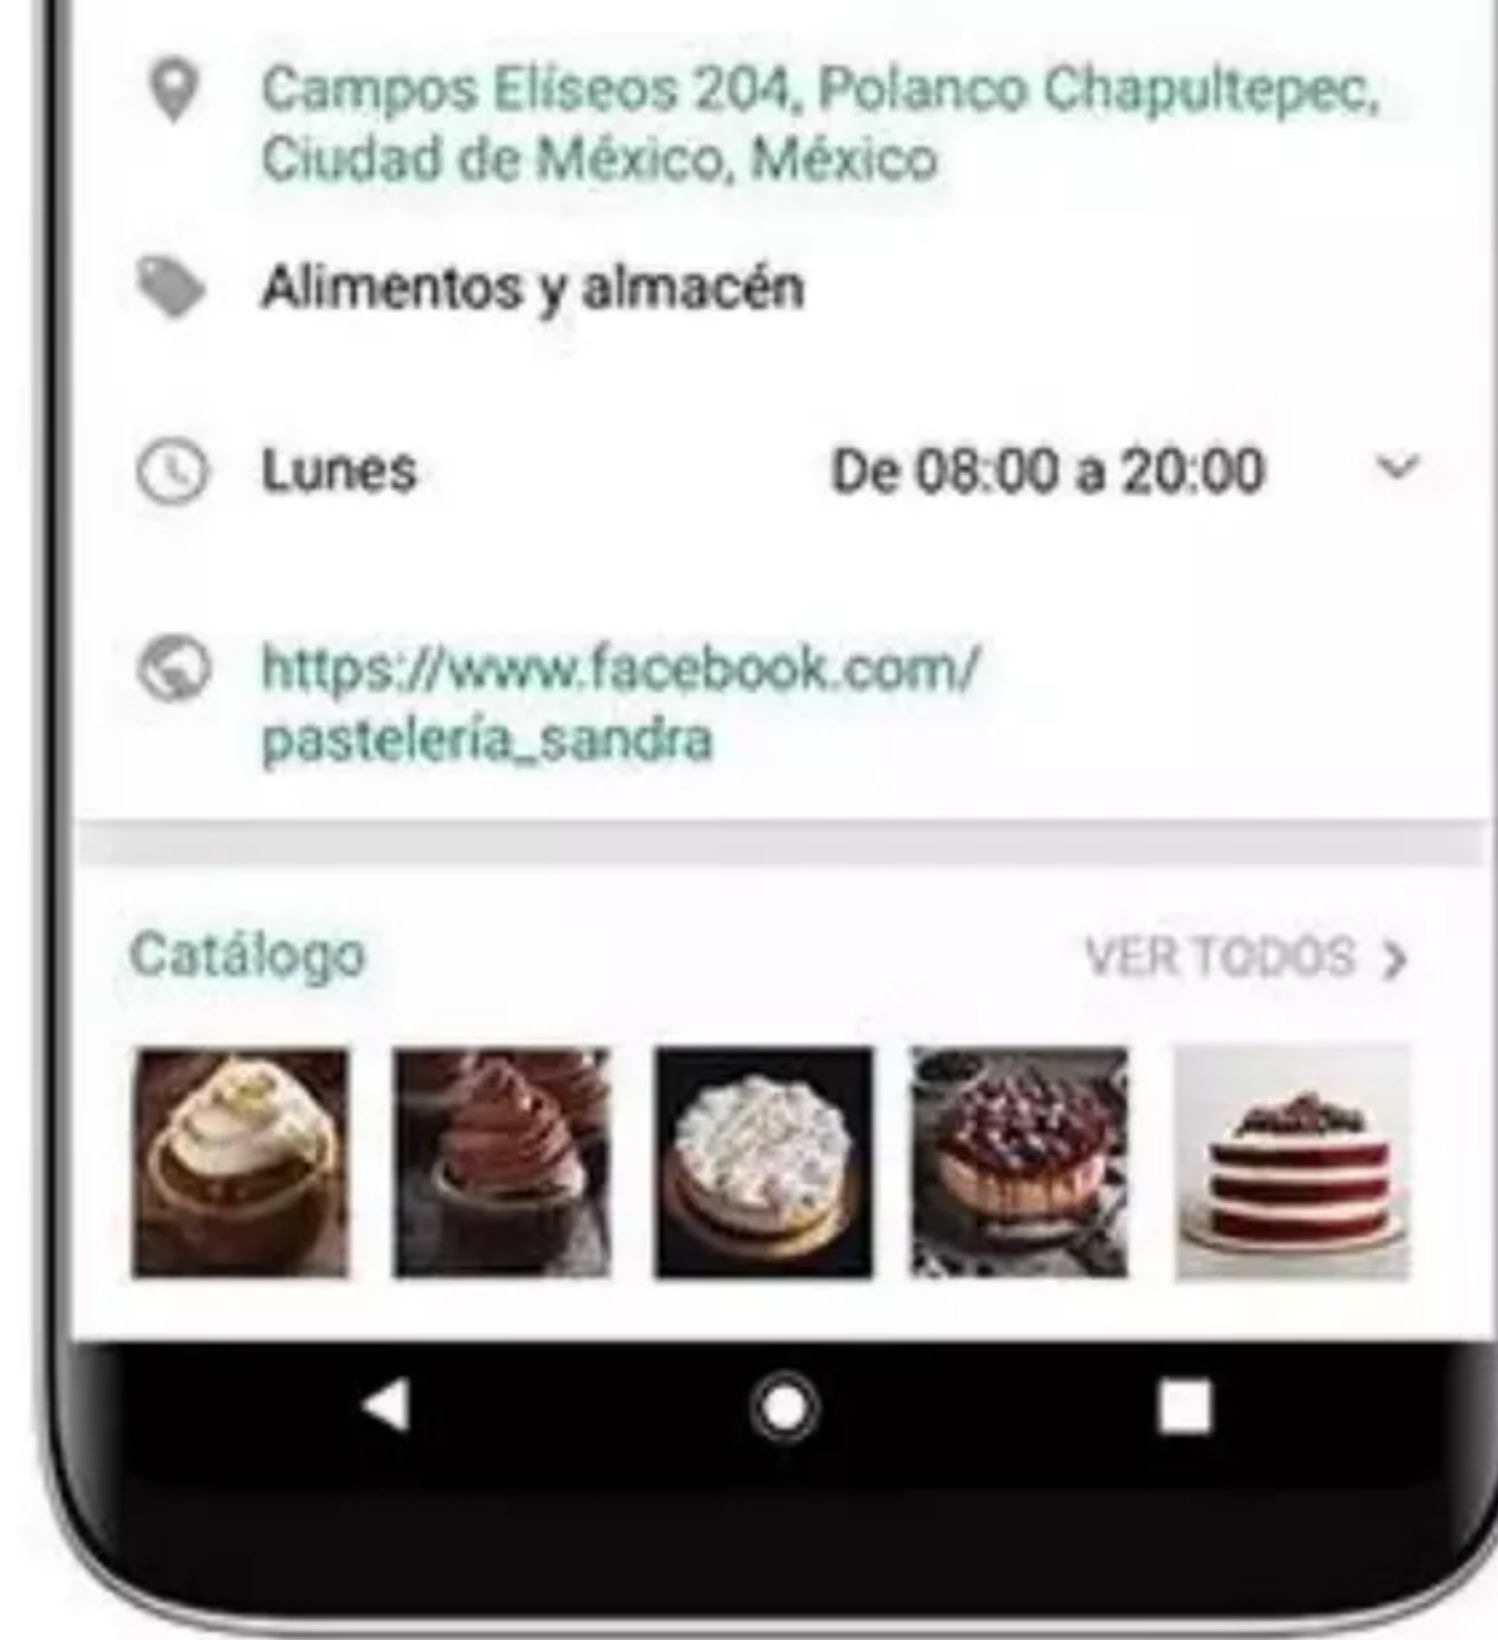 Campos Elíseos 204, Polanco Chapultepec,
Ciudad de México, México
Alimentos y almacén
Lunes De 08:00 a 20:00
https://www.facebook.com/
pastelería_sandra
Catálogo VER TODOS